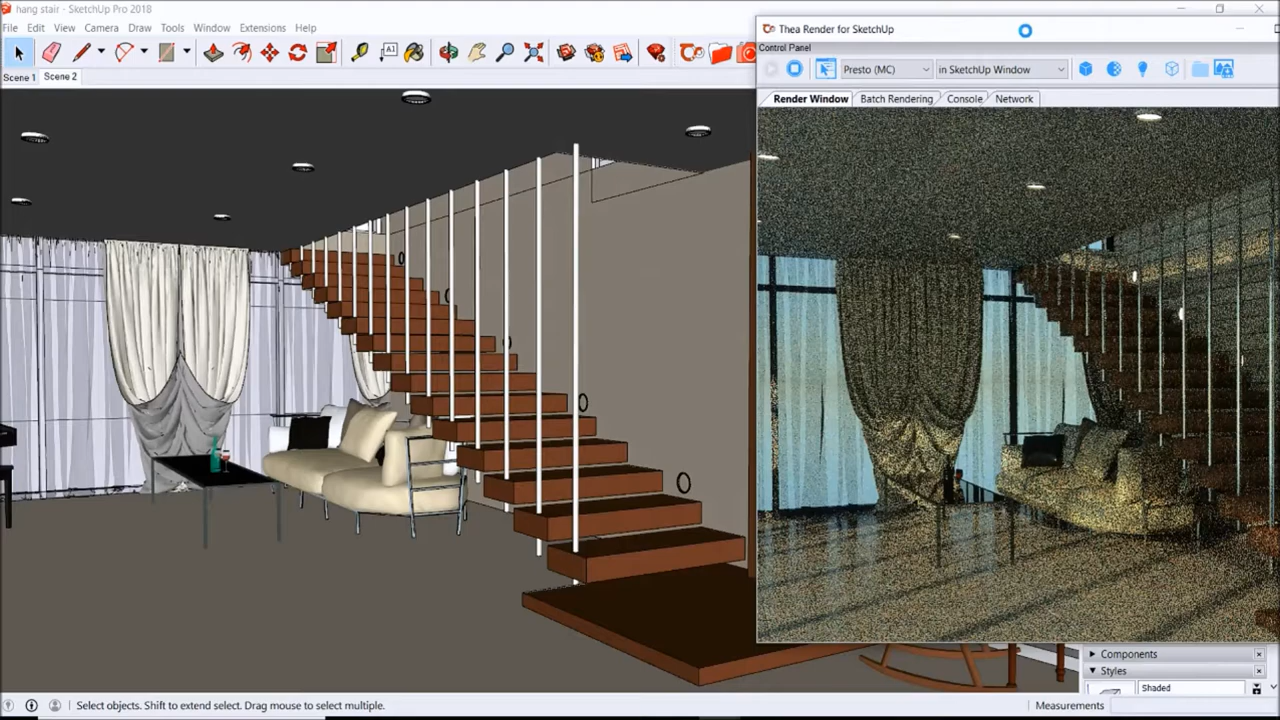 hang stair - SketchUp Pro 2018
File Edit View Camera Draw Tools Window Extensions Help
A1
Scene 1 Scene 2
Thea Render for SketchUp
Control Panel
Presto (MC) in SketchUp Window
Render Window Batch Rendering Console Network
Components
Styles
Shaded
Select objects. Shift to extend select. Drag mouse to select multiple.
Measurements